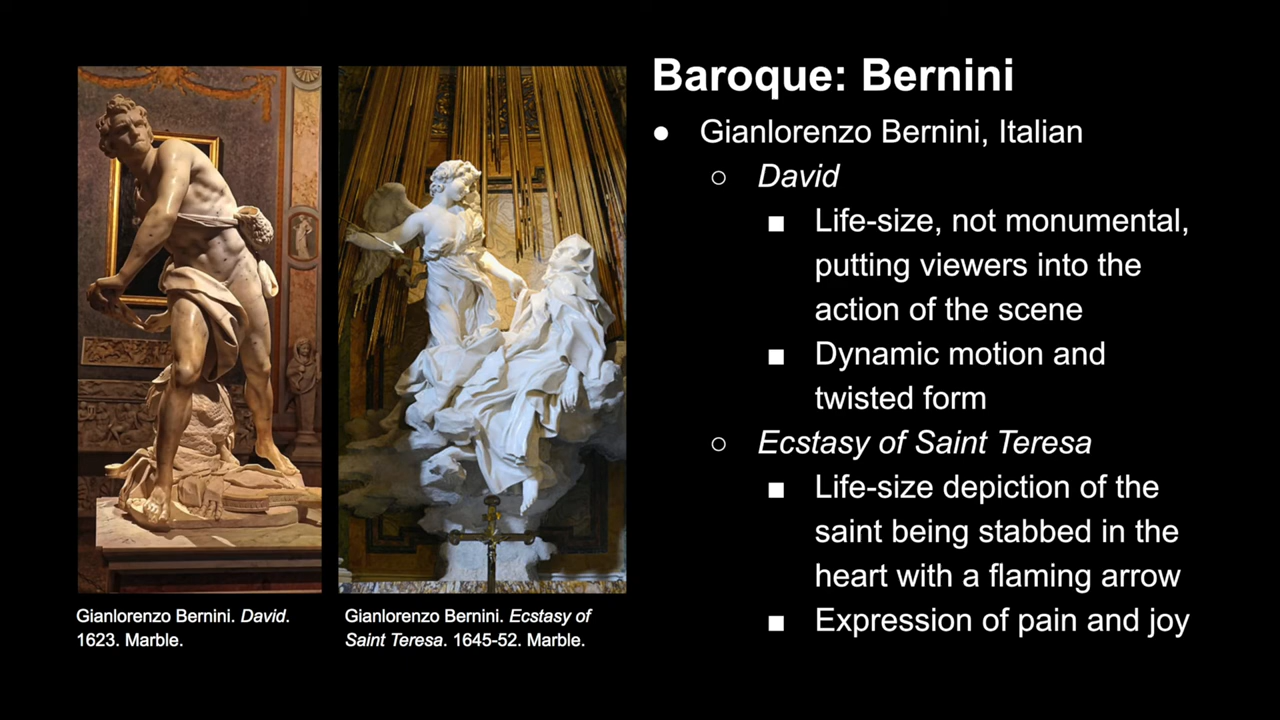 Baroque: Bernini
● Gianlorenzo Bernini, Italian
○ David
■ Life-size, not monumental,
putting viewers into the
action of the scene
■ Dynamic motion and
twisted form
○ Ecstasy of Saint Teresa
■ Life-size depiction of the
saint being stabbed in the
heart with a flaming arrow
■ Expression of pain and joy
Gianlorenzo Bernini. David.
1623. Marble.
Gianlorenzo Bernini. Ecstasy of
Saint Teresa. 1645-52. Marble.